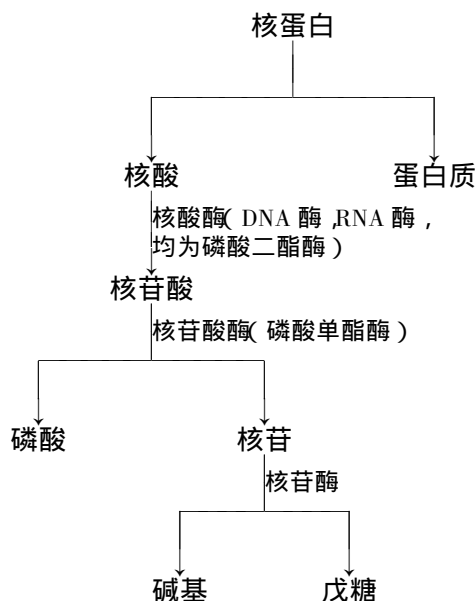 核蛋白
核酸 蛋白质
核酸酶( DNA 酶 ,RNA 酶 ,
均为磷酸二酯酶 )
核苷酸
核苷酸酶( 磷酸单酯酶 )
磷酸 核苷
核苷酶
碱基 戊糖